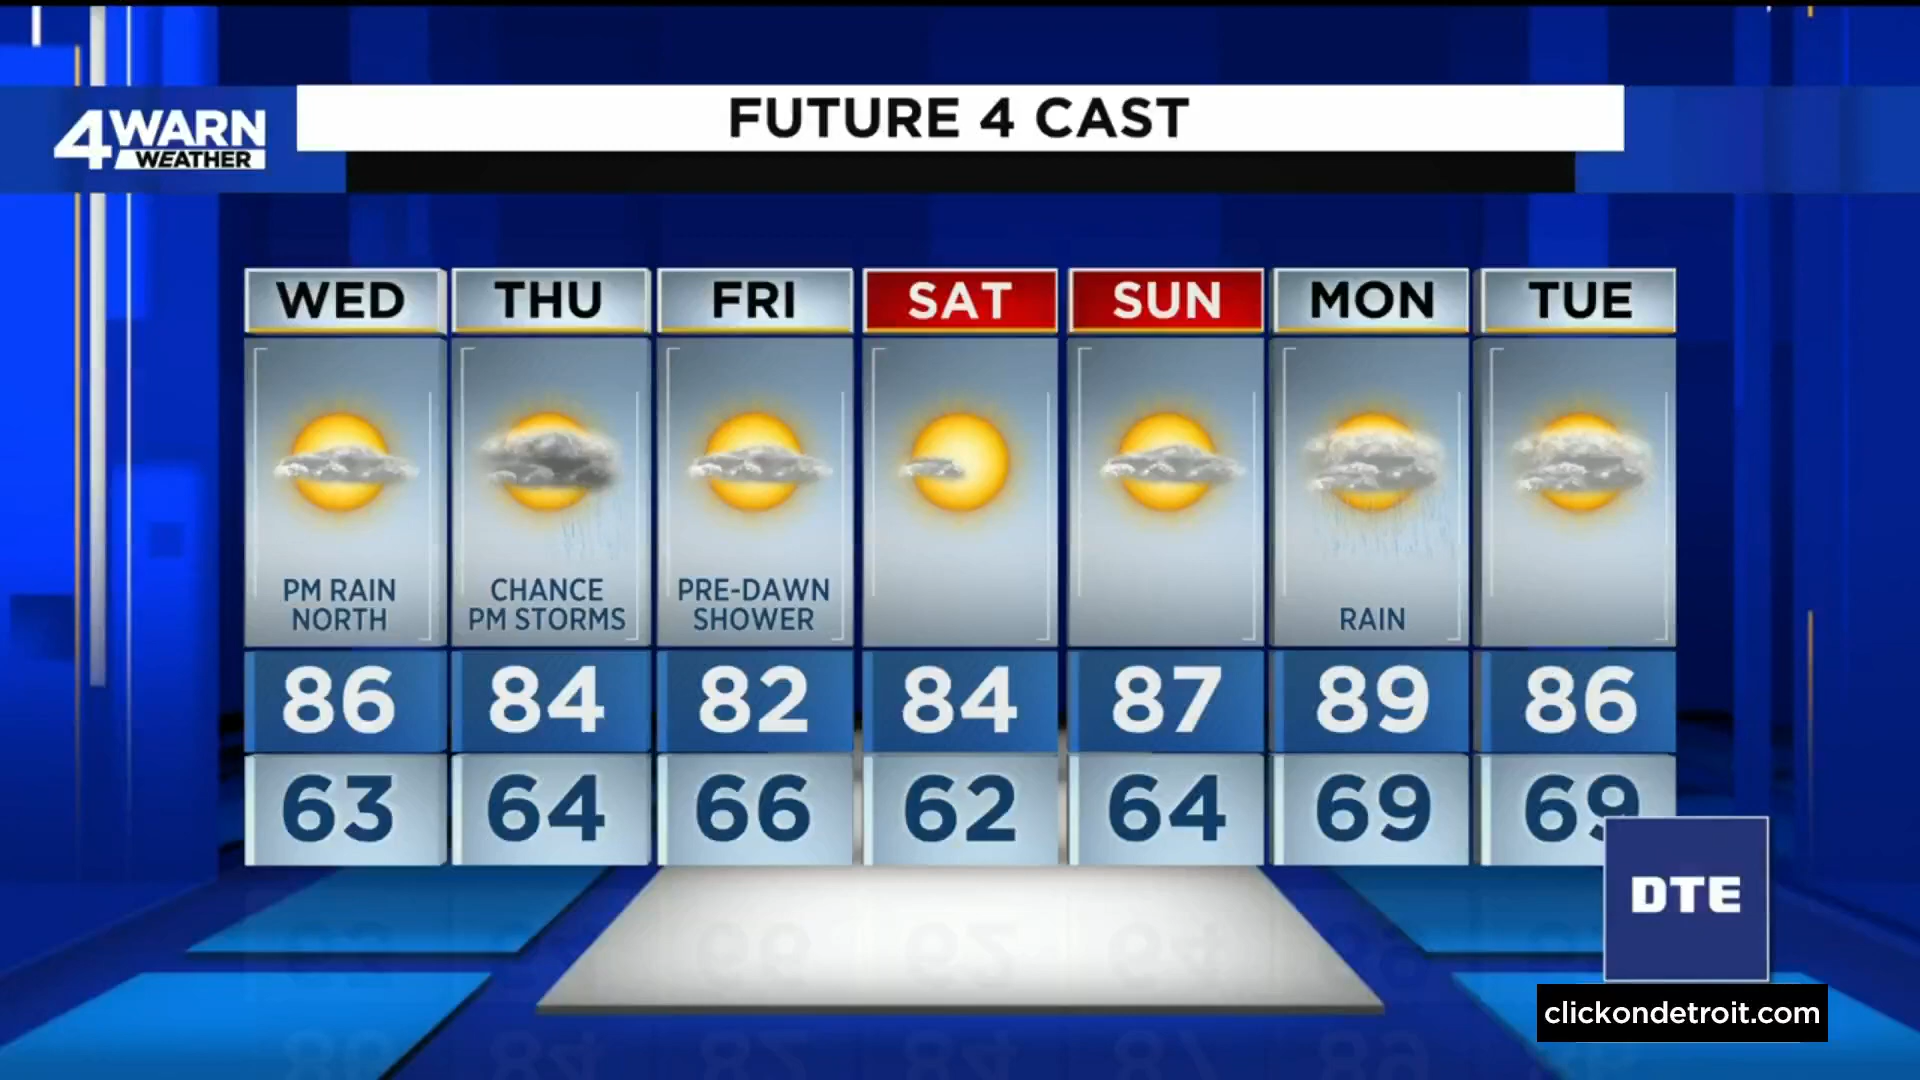 4WARN
WEATHER
FUTURE 4 CAST
WED THU FRI SAT SUN MON TUE
PM RAIN
NORTH
CHANCE
PM STORMS
PRE-DAWN
SHOWER
RAIN
86 84 82 84 87 89 86
63 64 66 62 64 69 69
DTE
clickondetroit.com